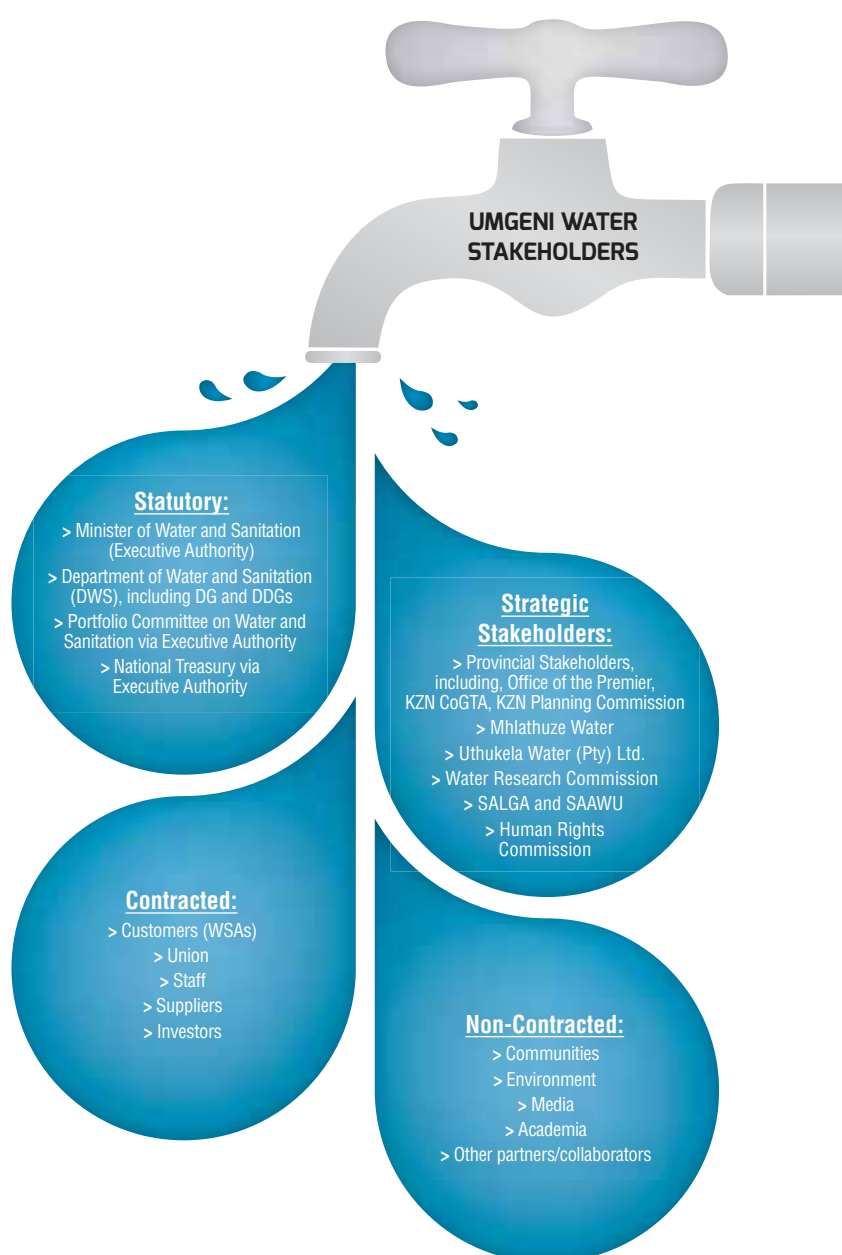 UMGENI WATER
STAKEHOLDERS
Statutory:
> Minister of Water and Sanitation
(Executive Authority)
> Department of Water and Sanitation
(DWS), including DG and DDGs
> Portfolio Committee on Water and
Sanitation via Executive Authority
> National Treasury via
Executive Authority
Strategic
Stakeholders:
> Provincial Stakeholders,
including, Office of the Premier,
KZN CoGTA, KZN Planning Commission
> Mhlathuze Water
> Uthukela Water (Pty) Ltd.
> Water Research Commission
> SALGA and SAAWU
> Human Rights
Commission
Contracted:
> Customers (WSAs)
> Union
> Staff
> Suppliers
> Investors
Non-Contracted:
> Communities
> Environment
> Media
> Academia
> Other partners/collaborators